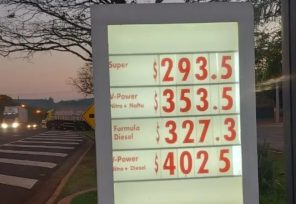 Super $293.5
V-Power
Nitro + Nafta $353.5
Formula
Diesel $327.3
V-Power
Nitro + Diesel $402.5